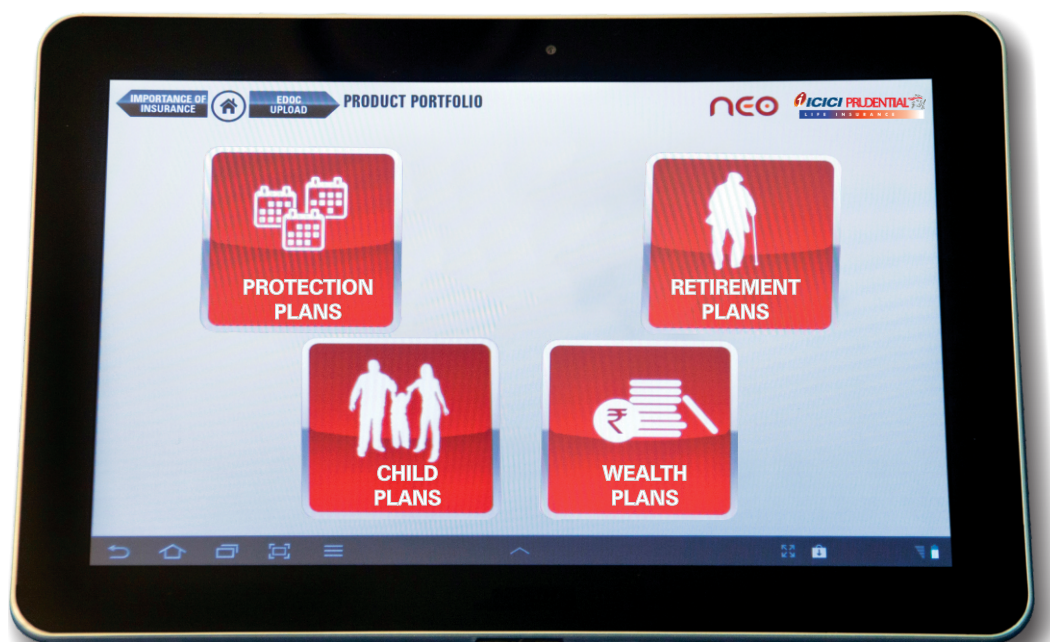 IMPORTANCE OF
INSURANCE
EDOC
UPLOAD
PRODUCT PORTFOLIO
neo
ICICI PRUDENTIAL
LIFE INSURANCE
PROTECTION
PLANS
RETIREMENT
PLANS
₹
CHILD
PLANS
WEALTH
PLANS